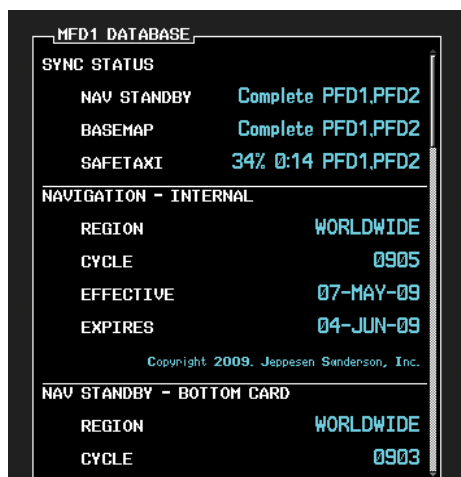 MFD1 DATABASE
SYNC STATUS
NAV STANDBY Complete PFD1,PFD2
BASEMAP Complete PFD1,PFD2
SAFETAXI 34% 0:14 PFD1,PFD2
NAVIGATION - INTERNAL
REGION WORLDWIDE
CYCLE 0905
EFFECTIVE 07-MAY-09
EXPIRES 04-JUN-09
Copyright 2009. Jeppesen Sanderson, Inc.
NAV STANDBY - BOTTOM CARD
REGION WORLDWIDE
CYCLE 0903